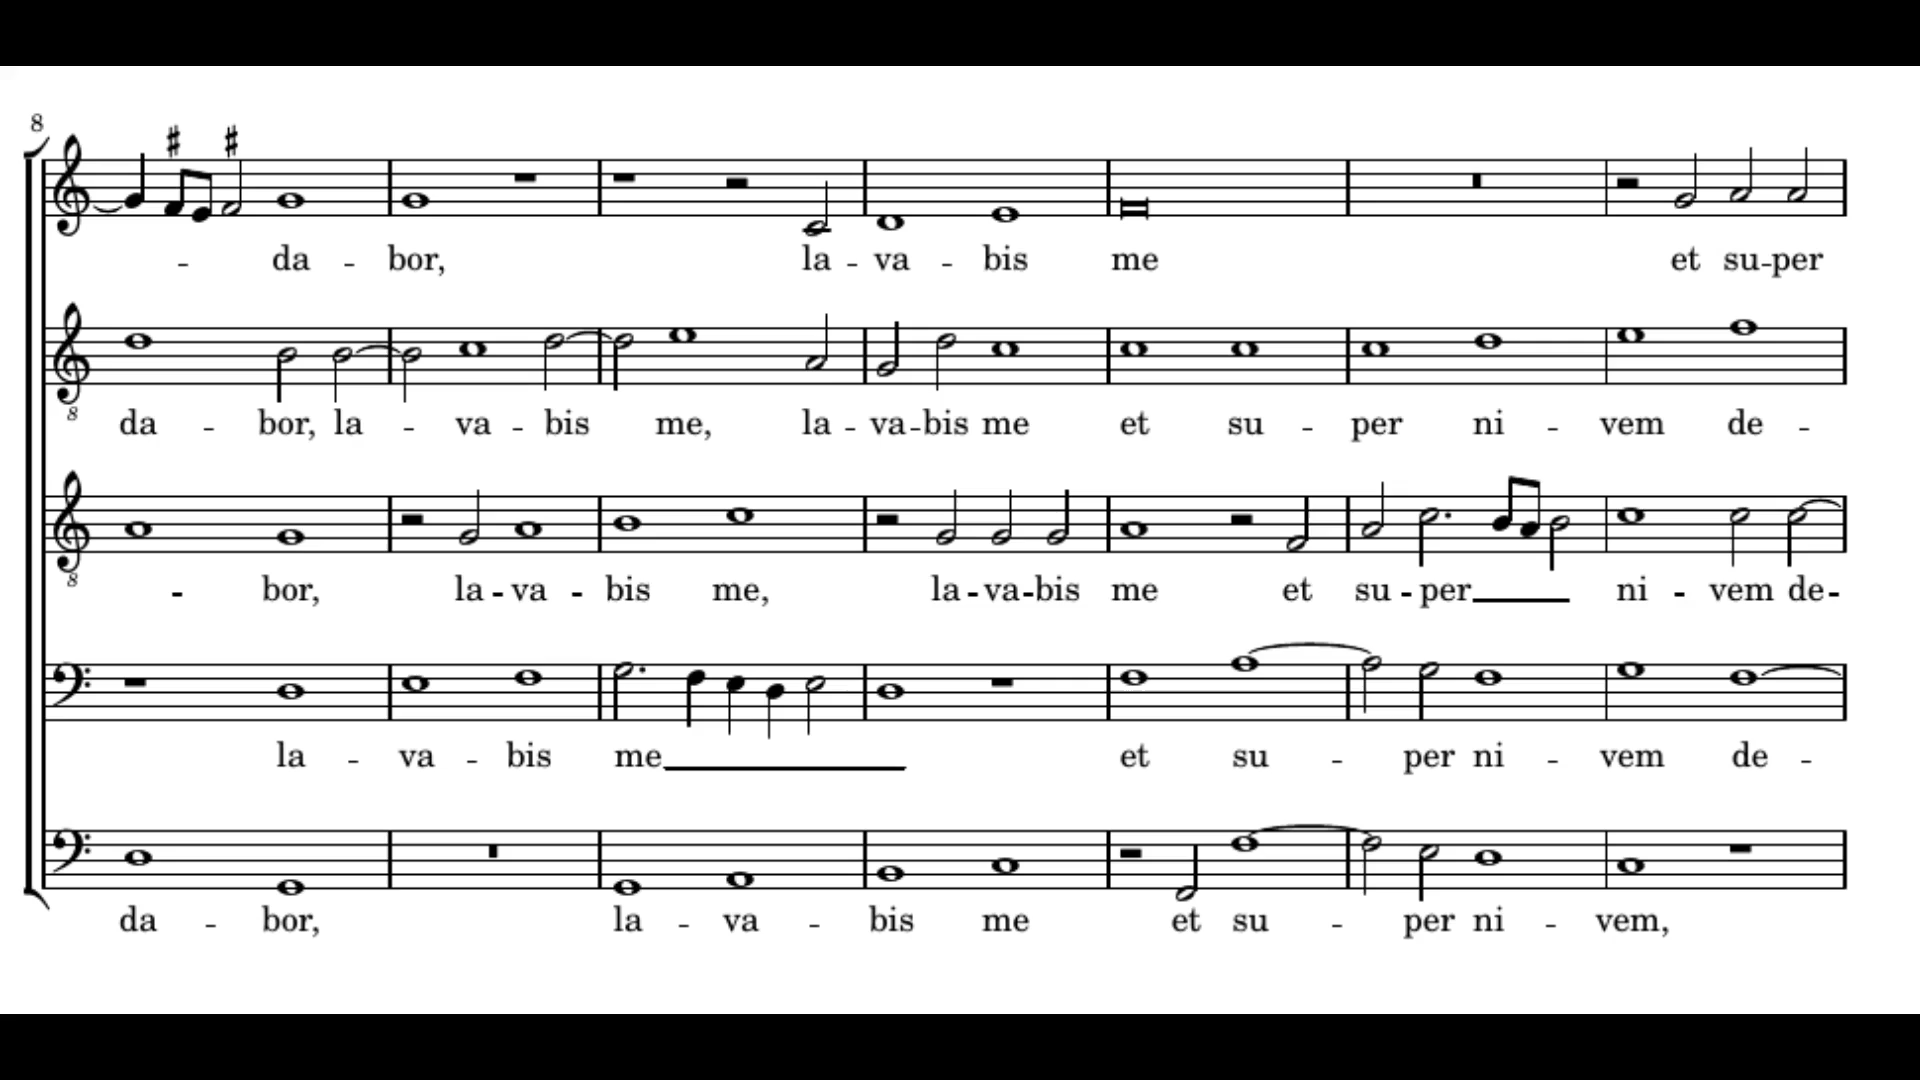 8
- da - bor, la - va - bis me et su - per
8
da - bor, la - va - bis me, la - va - bis me et su - per ni - vem de -
8
- bor, la - va - bis me, la - va - bis me et su - per ni - vem de -
la - va - bis me et su - per ni - vem de -
da - bor, la - va - bis me et su - per ni - vem,